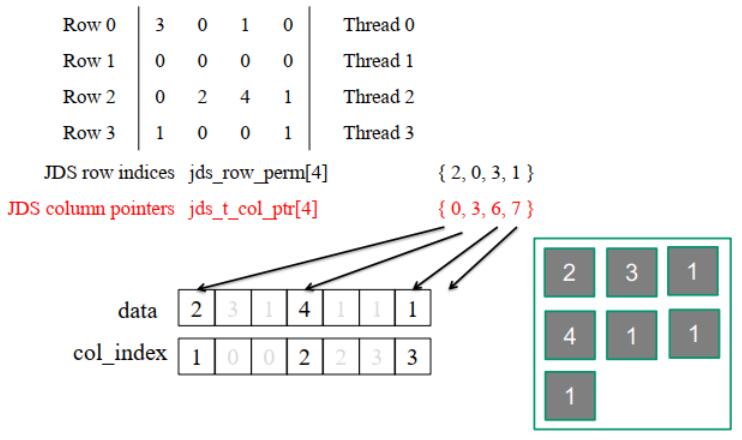 Row 0 3 0 1 0 Thread 0
Row 1 0 0 0 0 Thread 1
Row 2 0 2 4 1 Thread 2
Row 3 1 0 0 1 Thread 3
JDS row indices jds_row_perm[4] { 2, 0, 3, 1 }
JDS column pointers jds_t_col_ptr[4] { 0, 3, 6, 7 }
data 2 3 1 4 1 1 1
col_index 1 0 0 2 2 3 3
2 3 1
4 1 1
1